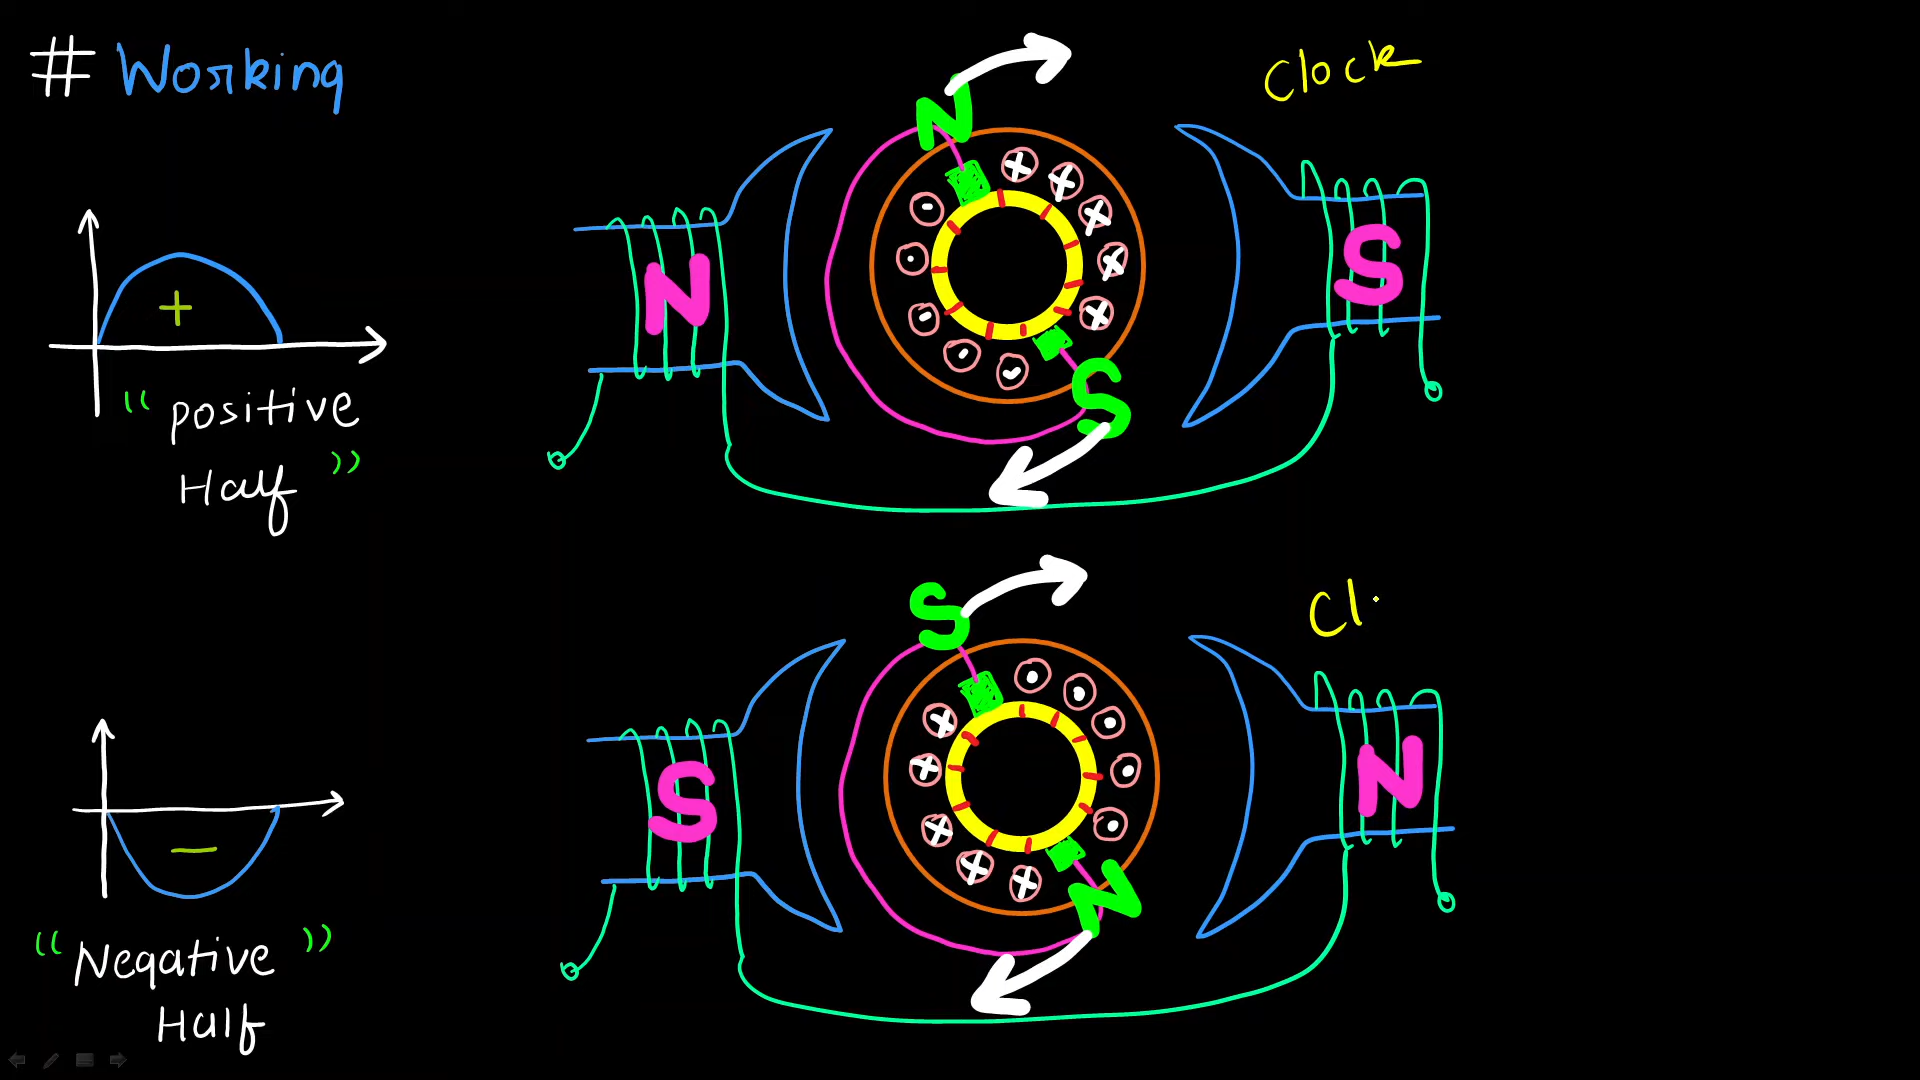 # Working
Clock
N
N
S
+
S
"positive
Half"
S
Cl
S
N
−
N
"Negative
Half"